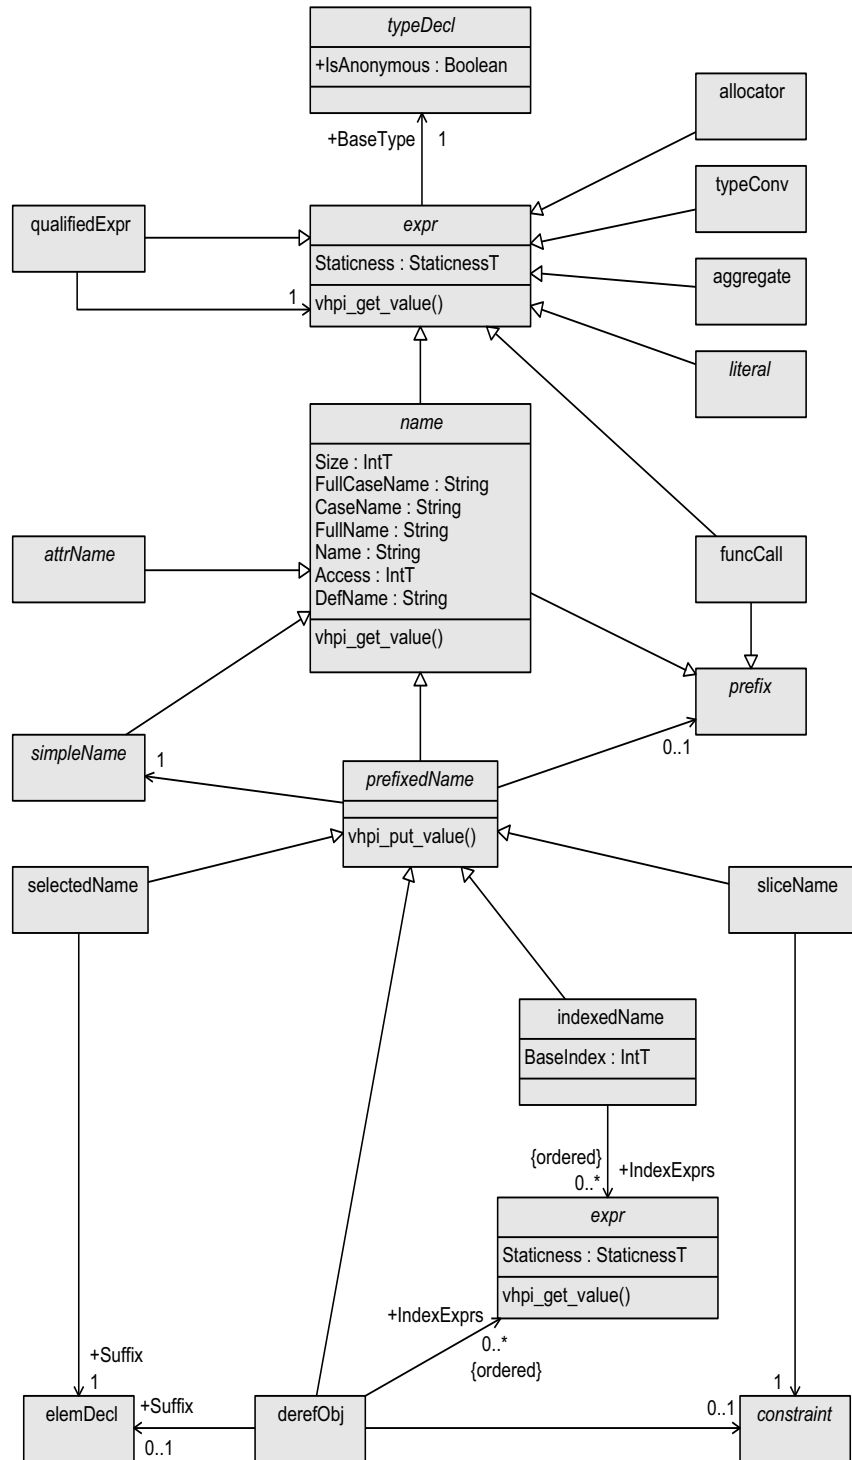 typeDecl
+IsAnonymous : Boolean
allocator
+BaseType 1
typeConv
qualifiedExpr
expr
Staticness : StaticnessT
aggregate
1
vhpi_get_value()
literal
name
Size : IntT
FullCaseName : String
CaseName : String
FullName : String
Name : String
Access : IntT
DefName : String
vhpi_get_value()
attrName
funcCall
prefix
simpleName
1
0..1
prefixedName
vhpi_put_value()
selectedName
sliceName
indexedName
BaseIndex : IntT
{ordered}
+IndexExprs
0..*
expr
Staticness : StaticnessT
vhpi_get_value()
+IndexExprs
0..*
{ordered}
+Suffix
1
1
elemDecl
+Suffix
0..1
derefObj
0..1
constraint